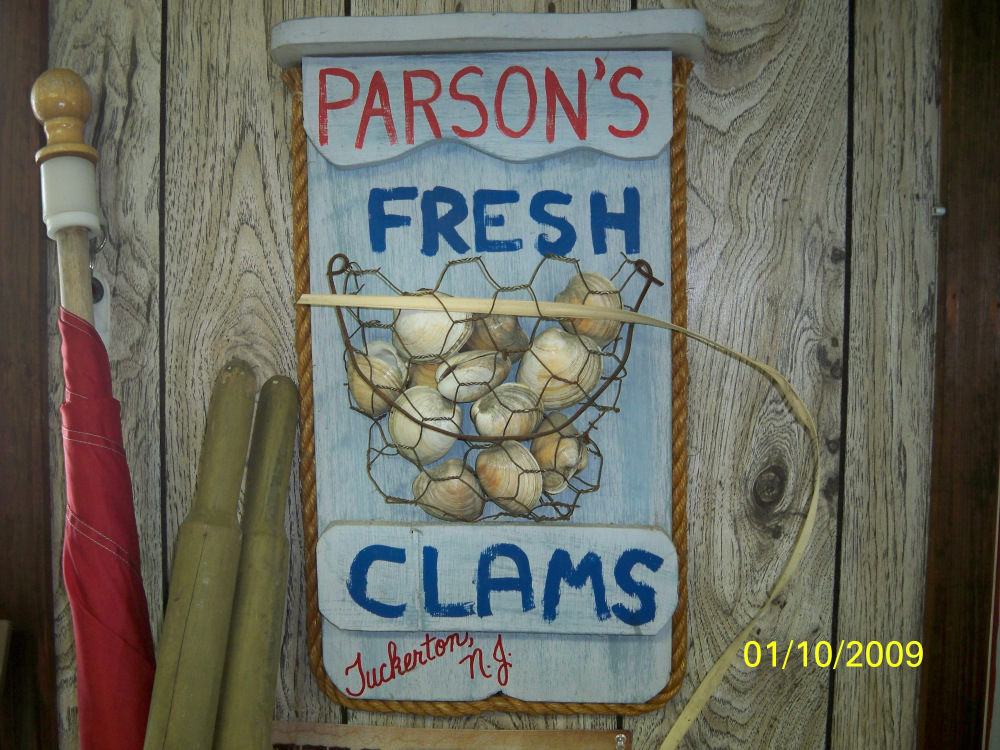 PARSON'S
FRESH
CLAMS
Tuckerton,
N.J.
01/10/2009